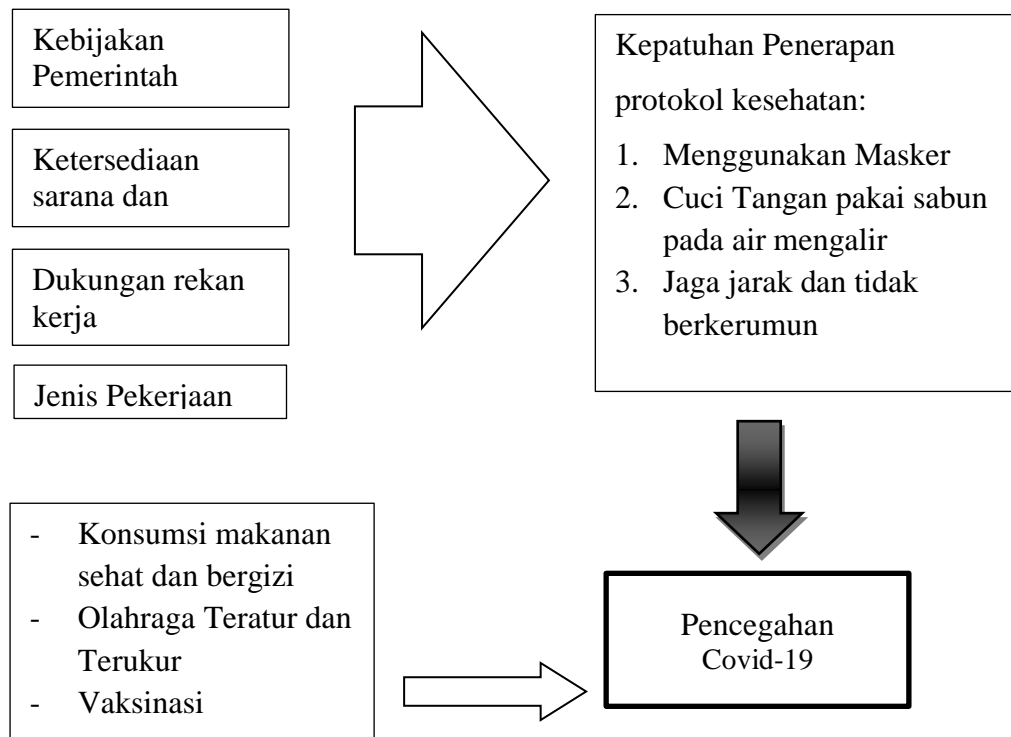 Kebijakan
Pemerintah
Ketersediaan
sarana dan
Dukungan rekan
kerja
Jenis Pekerjaan
Kepatuhan Penerapan
protokol kesehatan:
1. Menggunakan Masker
2. Cuci Tangan pakai sabun
pada air mengalir
3. Jaga jarak dan tidak
berkerumun
- Konsumsi makanan
sehat dan bergizi
- Olahraga Teratur dan
Terukur
- Vaksinasi
Pencegahan
Covid-19